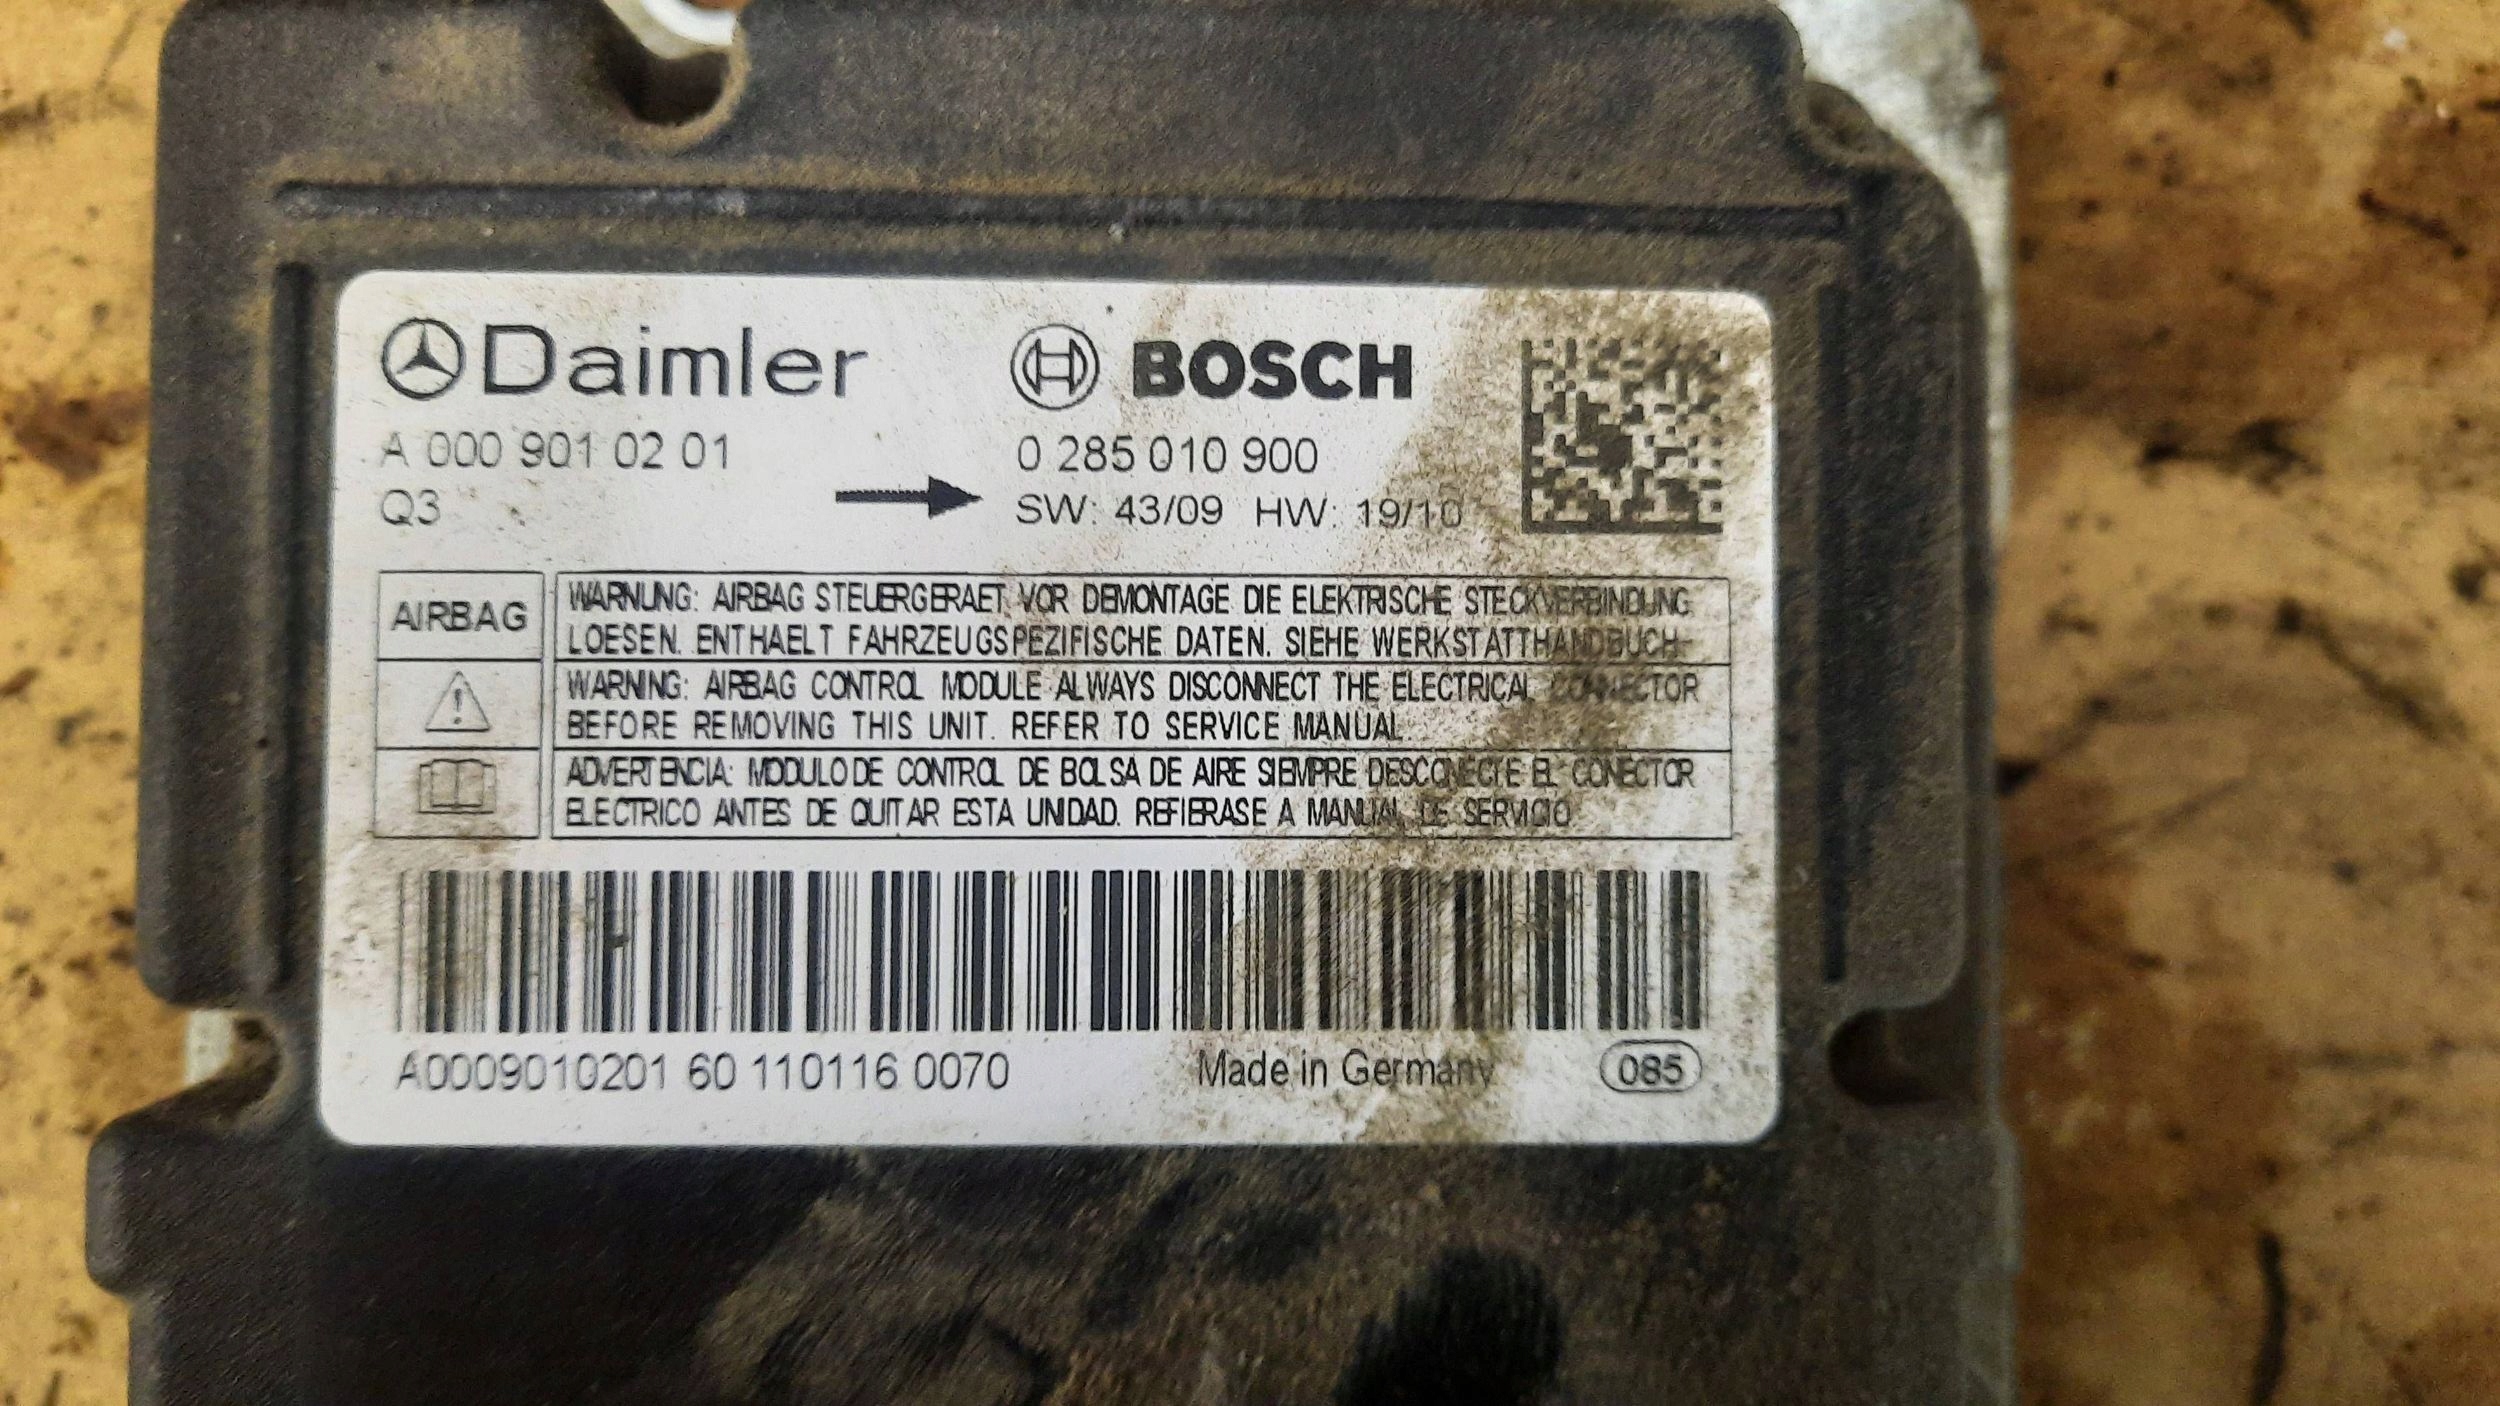 Daimler
BOSCH
A 000 901 02 01
0 285 010 900
Q3
SW: 43/09 HW: 19/10
AIRBAG
WARNUNG: AIRBAG STEUERGERAET. VOR DEMONTAGE DIE ELEKTRISCHE STECKVERBINDUNG
LOESEN. ENTHAELT FAHRZEUGSPEZIFISCHE DATEN. SIEHE WERKSTATTHANDBUCH.
WARNING: AIRBAG CONTROL MODULE ALWAYS DISCONNECT THE ELECTRICAL CONNECTOR
BEFORE REMOVING THIS UNIT. REFER TO SERVICE MANUAL.
ADVERTENCIA: MODULO DE CONTROL DE BOLSA DE AIRE SIEMPRE DESCONECTE EL CONECTOR
ELECTRICO ANTES DE QUITAR ESTA UNIDAD. REFIERASE A MANUAL DE SERVICIO
A0009010201 60 110116 0070
Made in Germany
085